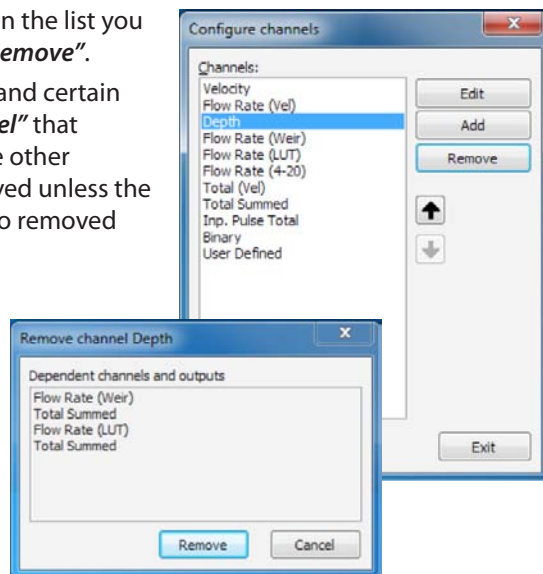 n the list you
emove”.
and certain
el” that
e other
ved unless the
o removed
Configure channels
Channels:
Velocity
Flow Rate (Vel)
Depth
Flow Rate (Weir)
Flow Rate (LUT)
Flow Rate (4-20)
Total (Vel)
Total Summed
Inp. Pulse Total
Binary
User Defined
Edit
Add
Remove
Exit
Remove channel Depth
Dependent channels and outputs
Flow Rate (Weir)
Total Summed
Flow Rate (LUT)
Total Summed
Remove
Cancel